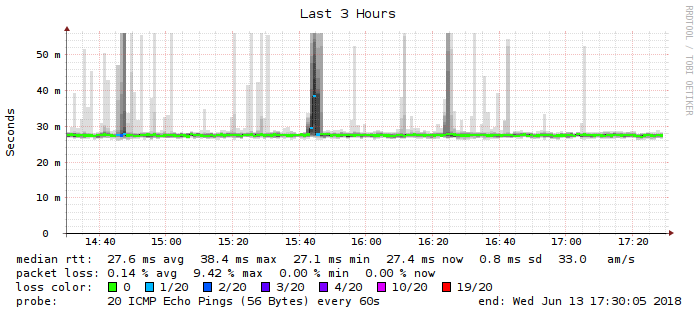 Last 3 Hours
RRDTOOL / TOBI OETIKER
Seconds
50 m
40 m
30 m
20 m
10 m
0
14:40 15:00 15:20 15:40 16:00 16:20 16:40 17:00 17:20
median rtt: 27.6 ms avg 38.4 ms max 27.1 ms min 27.4 ms now 0.8 ms sd 33.0 am/s
packet loss: 0.14 % avg 9.42 % max 0.00 % min 0.00 % now
loss color: 0 1/20 2/20 3/20 4/20 10/20 19/20
probe: 20 ICMP Echo Pings (56 Bytes) every 60s end: Wed Jun 13 17:30:05 2018